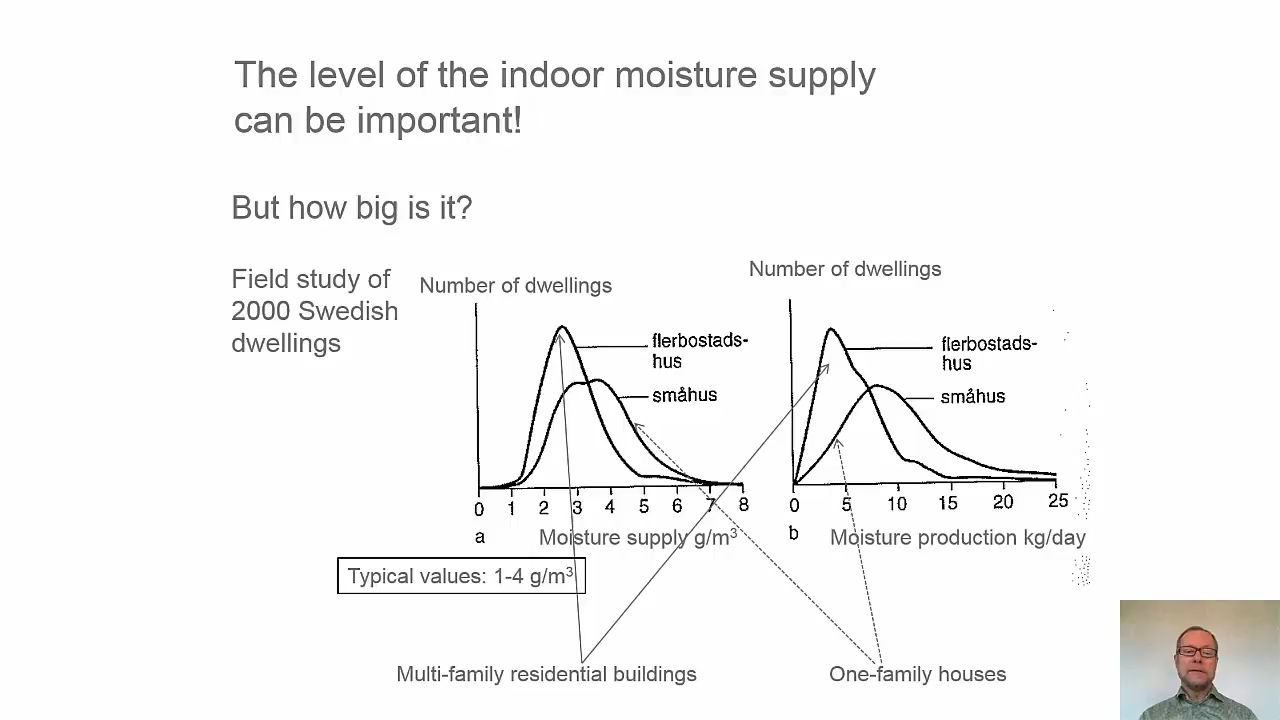 The level of the indoor moisture supply
can be important!
But how big is it?
Field study of
2000 Swedish
dwellings
Number of dwellings
flerbostads-
hus
småhus
0 1 2 3 4 5 6 7 8
a
Moisture supply g/m³
Number of dwellings
flerbostads-
hus
småhus
0 5 10 15 20 25
b
Moisture production kg/day
Typical values: 1-4 g/m³
Multi-family residential buildings
One-family houses